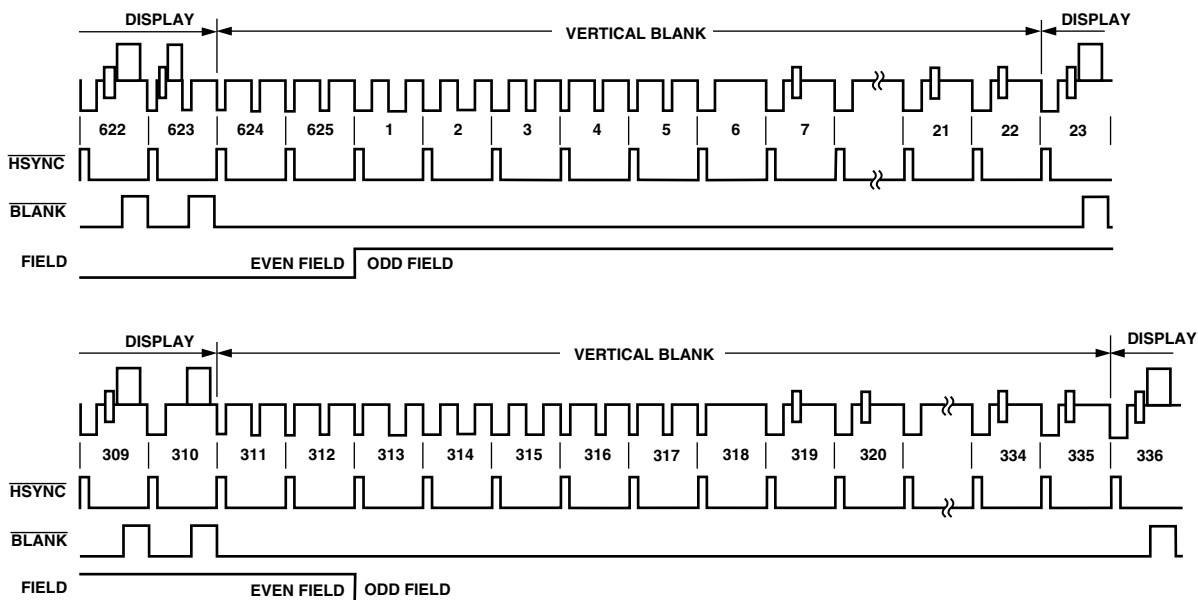 DISPLAY VERTICAL BLANK DISPLAY
622 623 624 625 1 2 3 4 5 6 7 21 22 23
HSYNC
BLANK
FIELD EVEN FIELD ODD FIELD
DISPLAY VERTICAL BLANK DISPLAY
309 310 311 312 313 314 315 316 317 318 319 320 334 335 336
HSYNC
BLANK
FIELD EVEN FIELD ODD FIELD